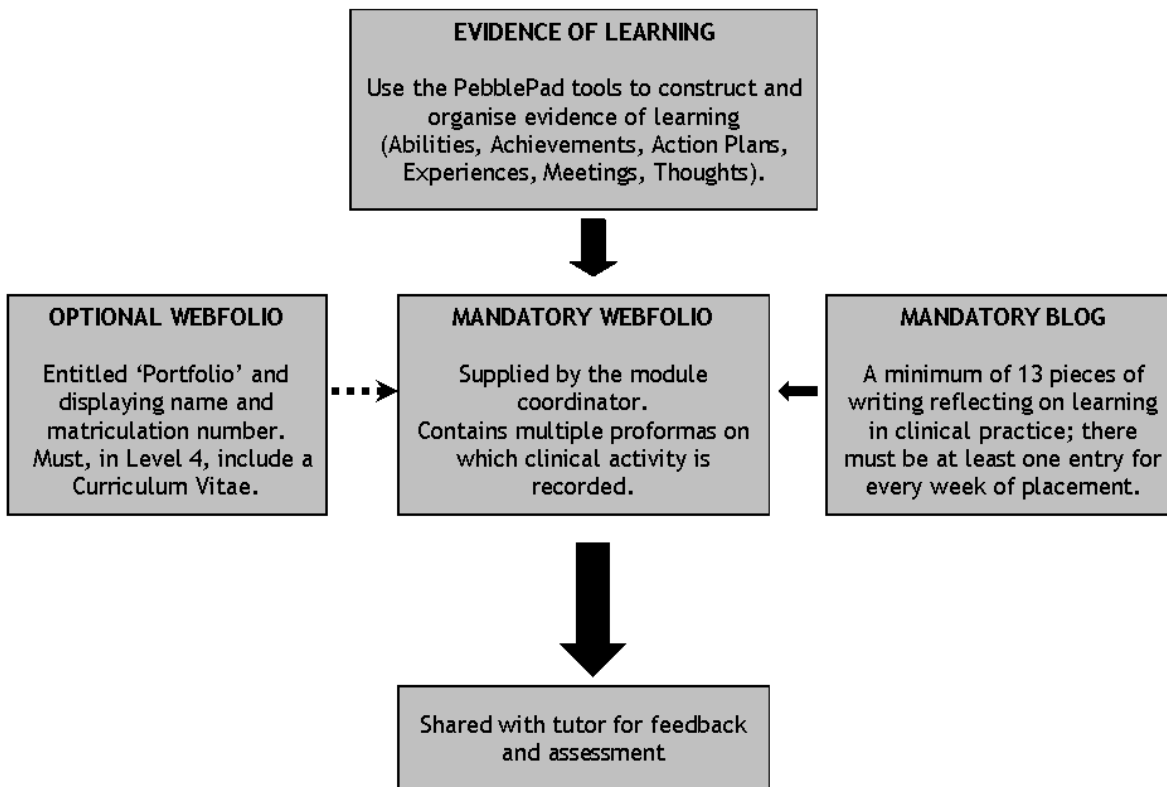 EVIDENCE OF LEARNING
Use the PebblePad tools to construct and
organise evidence of learning
(Abilities, Achievements, Action Plans,
Experiences, Meetings, Thoughts).
OPTIONAL WEBFOLIO
Entitled ‘Portfolio’ and
displaying name and
matriculation number.
Must, in Level 4, include a
Curriculum Vitae.
MANDATORY WEBFOLIO
Supplied by the module
coordinator.
Contains multiple proformas on
which clinical activity is
recorded.
MANDATORY BLOG
A minimum of 13 pieces of
writing reflecting on learning
in clinical practice; there
must be at least one entry for
every week of placement.
Shared with tutor for feedback
and assessment